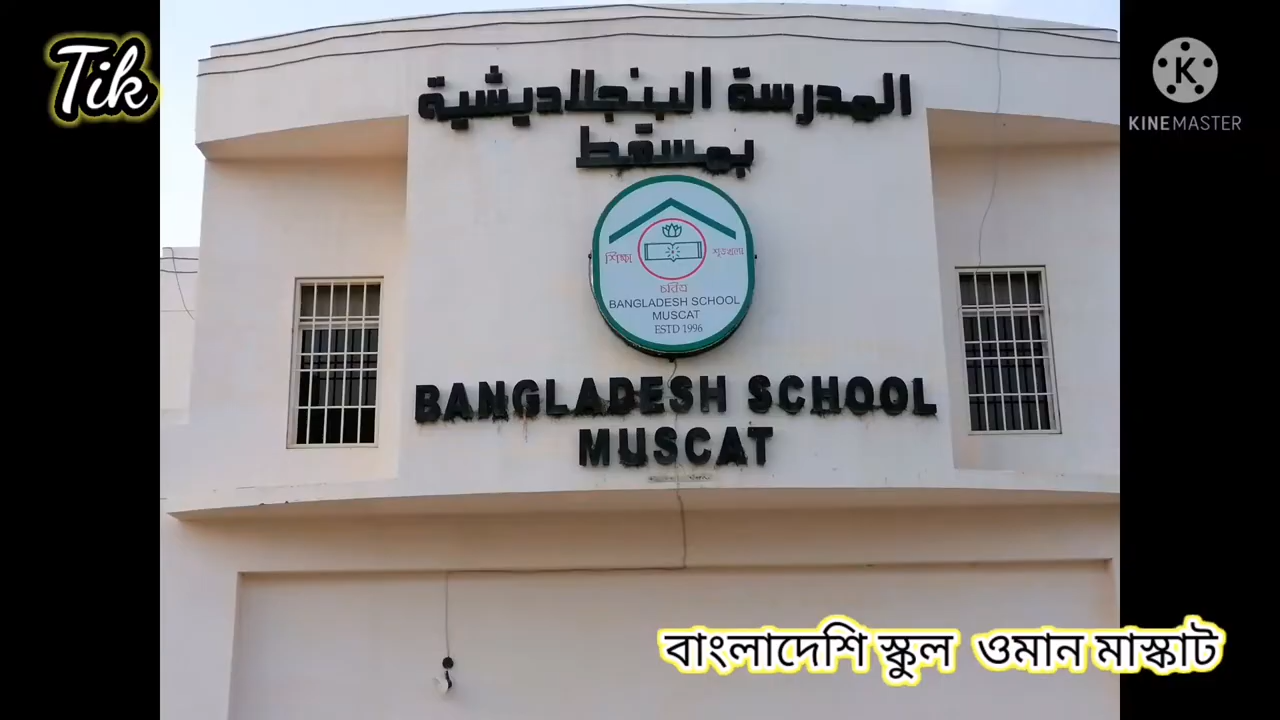 Tik
KINEMASTER
المدرسة البنجلاديشية
بمسقط
শিক্ষা
শৃঙ্খলা
চরিত্র
BANGLADESH SCHOOL
MUSCAT
ESTD 1996
BANGLADESH SCHOOL
MUSCAT
বাংলাদেশি স্কুল ওমান মাস্কাট